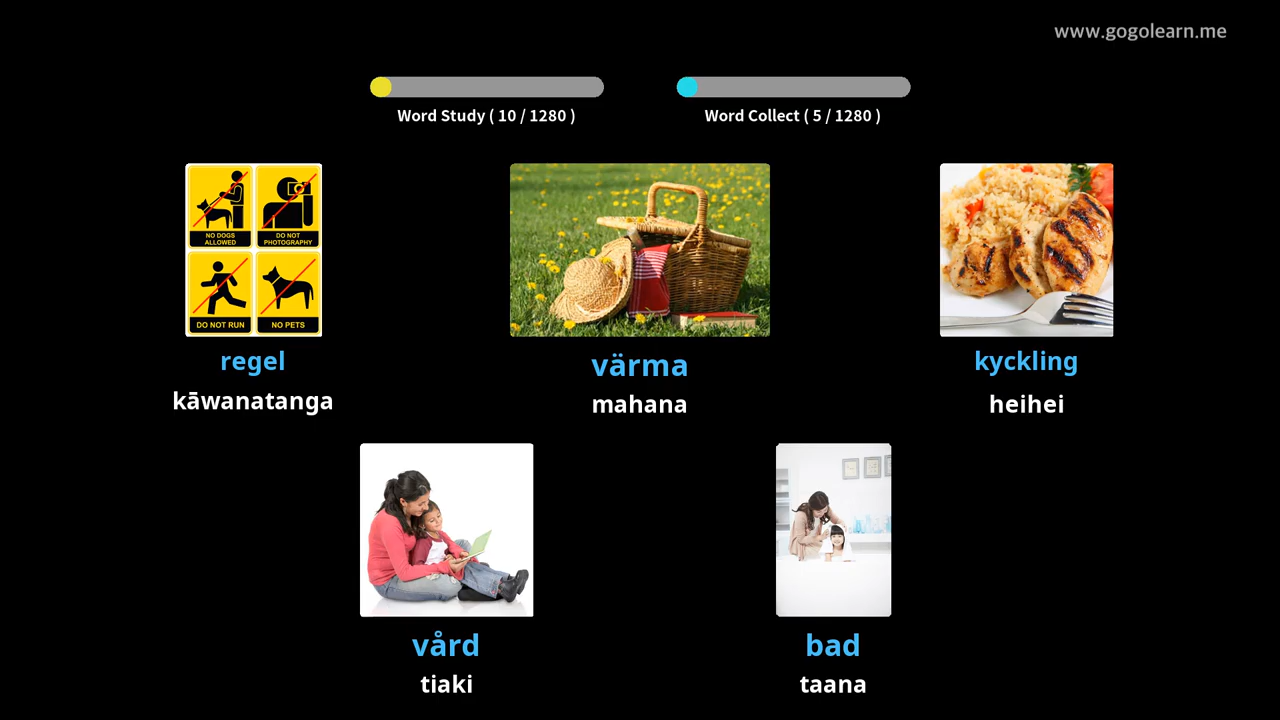 www.gogolearn.me
Word Study ( 10 / 1280 )
Word Collect ( 5 / 1280 )
NO DOGS
ALLOWED
DO NOT
PHOTOGRAPHY
DO NOT RUN
NO PETS
regel
kāwanatanga
värma
mahana
kyckling
heihei
vård
tiaki
bad
taana